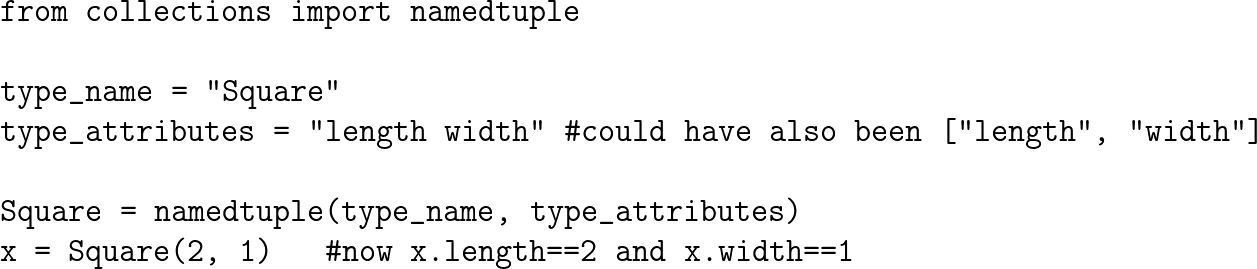 from collections import namedtuple
type_name = "Square"
type_attributes = "length width" #could have also been ["length", "width"]
Square = namedtuple(type_name, type_attributes)
x = Square(2, 1)   #now x.length==2 and x.width==1